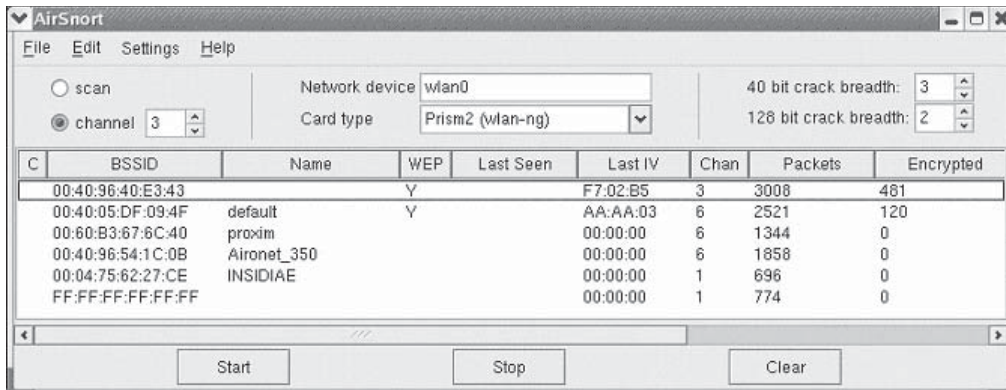 AirSnort
File Edit Settings Help
scan Network device wlan0 40 bit crack breadth: 3
channel 3 Card type Prism2 (wlan-ng) 128 bit crack breadth: 2
C BSSID Name WEP Last Seen Last IV Chan Packets Encrypted
00:40:96:40:E3:43 Y F7:02:B5 3 3008 481
00:40:05:DF:09:4F default Y AA:AA:03 6 2521 120
00:60:B3:67:6C:40 proxim 00:00:00 6 1344 0
00:40:96:54:1C:0B Aironet_350 00:00:00 6 1858 0
00:04:75:62:27:CE INSIDIAE 00:00:00 1 696 0
FF:FF:FF:FF:FF:FF 00:00:00 1 774 0
Start Stop Clear